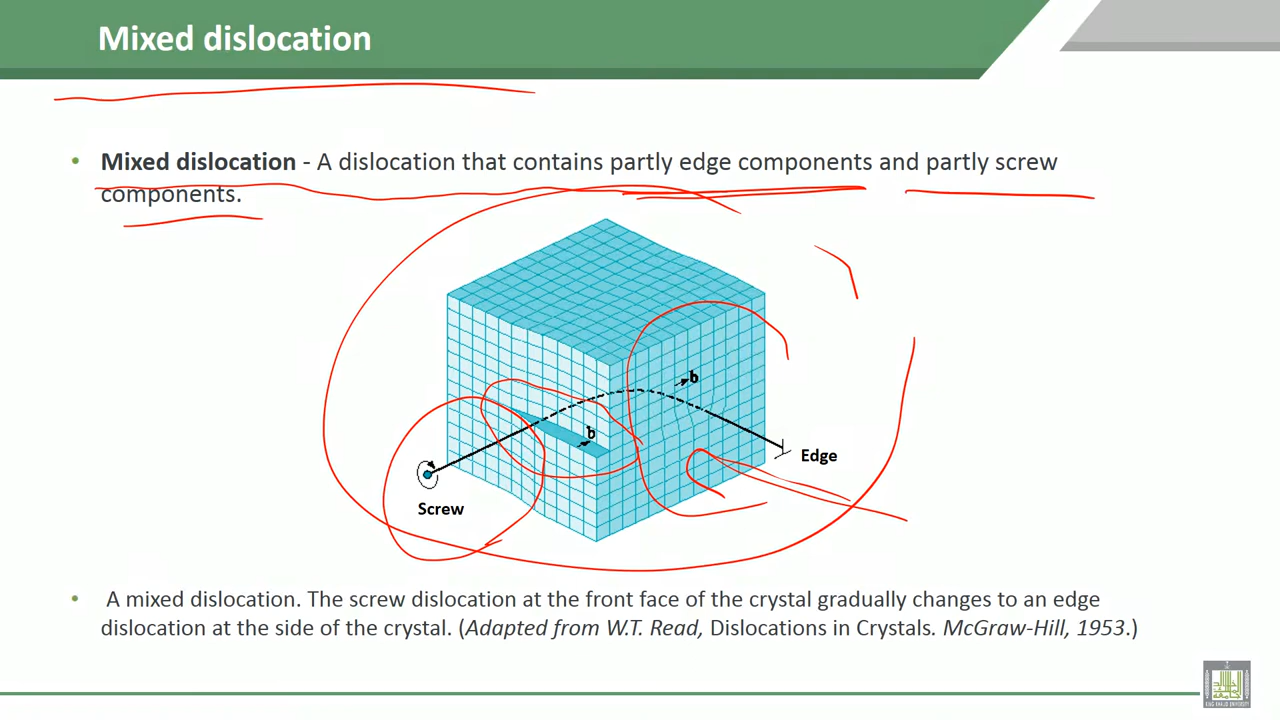 Mixed dislocation
• Mixed dislocation - A dislocation that contains partly edge components and partly screw
components.
b
b
Edge
Screw
• A mixed dislocation. The screw dislocation at the front face of the crystal gradually changes to an edge
dislocation at the side of the crystal. (Adapted from W.T. Read, Dislocations in Crystals. McGraw-Hill, 1953.)